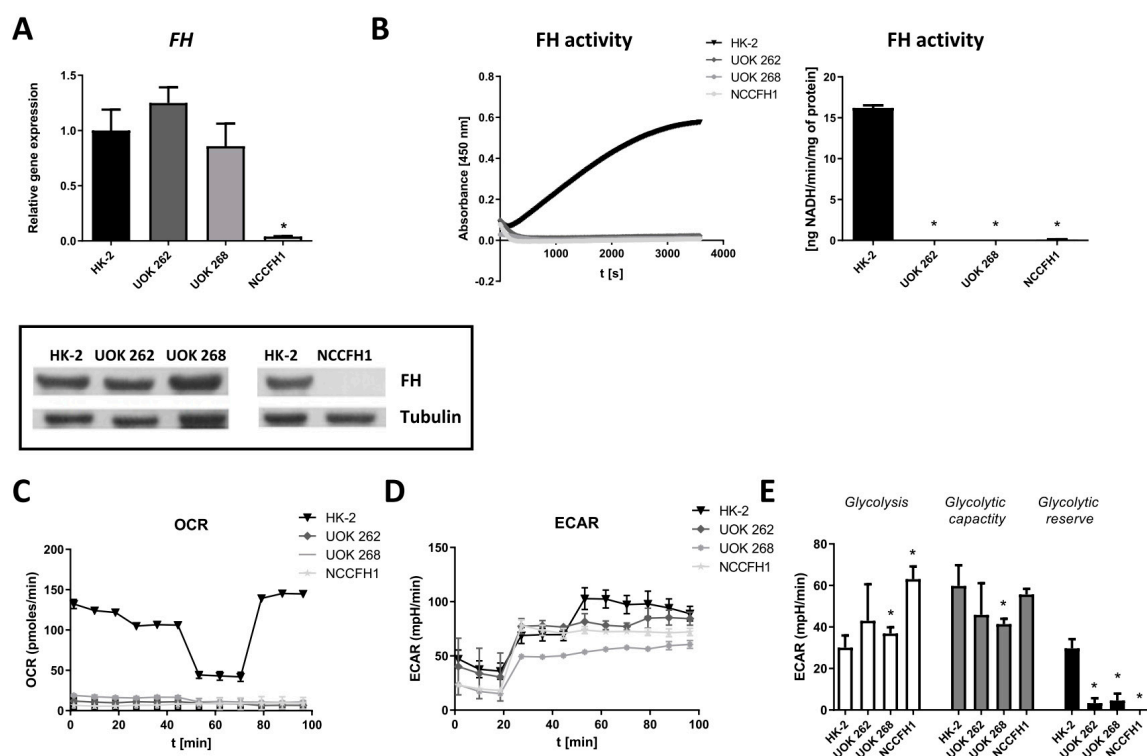 A
FH
Relative gene expression
1.5
1.0
0.5
0.0
*
HK-2
UOK 262
UOK 268
NCCFH1
B
FH activity
HK-2
UOK 262
UOK 268
NCCFH1
Absorbance [450 nm]
0.8
0.6
0.4
0.2
0.0
-0.2
1000 2000 3000 4000
t [s]
FH activity
[ng NADH/min/mg of protein]
20
15
10
5
0
* * *
HK-2
UOK 262
UOK 268
NCCFH1
HK-2 UOK 262 UOK 268 HK-2 NCCFH1
FH
Tubulin
C
OCR
HK-2
UOK 262
UOK 268
NCCFH1
OCR (pmoles/min)
200
150
100
50
0
0 20 40 60 80 100
t [min]
D
ECAR
HK-2
UOK 262
UOK 268
NCCFH1
ECAR (mpH/min)
150
100
50
0
0 20 40 60 80 100
t [min]
E
Glycolysis
Glycolytic
capactity
Glycolytic
reserve
ECAR (mpH/min)
80
60
40
20
0
* * * * * *
HK-2
UOK 262
UOK 268
NCCFH1
HK-2
UOK 262
UOK 268
NCCFH1
HK-2
UOK 262
UOK 268
NCCFH1